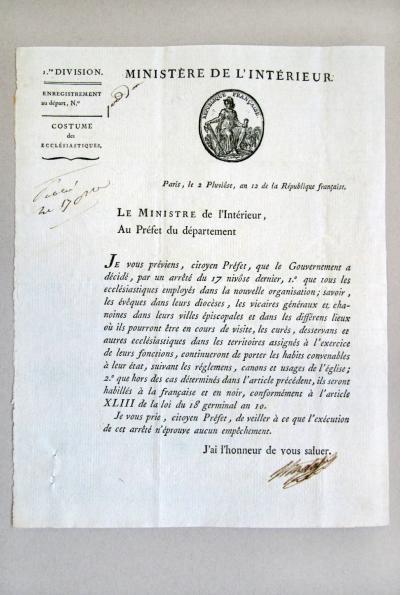 1.re DIVISION.
ENREGISTREMENT
au départ, N.o
COSTUME
des
ECCLÉSIASTIQUES.
MINISTÈRE DE L'INTÉRIEUR.
RÉPUBLIQUE FRANÇAISE.
Paris, le 2 Pluviôse, an 12 de la République française.
LE MINISTRE de l'Intérieur,
Au Préfet du département
JE vous préviens, citoyen Préfet, que le Gouvernement a
décidé, par un arrêté du 17 nivôse dernier, 1.o que tous les
ecclésiastiques employés dans la nouvelle organisation; savoir,
les évêques dans leurs diocèses, les vicaires généraux et cha-
noines dans leurs villes épiscopales et dans les différens lieux
où ils pourront être en cours de visite, les curés, desservans et
autres ecclésiastiques dans les territoires assignés à l'exercice
de leurs fonctions, continueront de porter les habits convenables
à leur état, suivant les réglemens, canons et usages de l'église;
2.o que hors des cas déterminés dans l'article précédent, ils seront
habillés à la française et en noir, conformément à l'article
XLIII de la loi du 18 germinal an 10.
Je vous prie, citoyen Préfet, de veiller à ce que l'exécution
de cet arrêté n'éprouve aucun empêchement.
J'ai l'honneur de vous saluer.